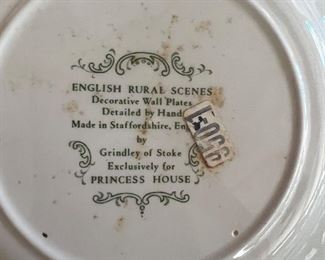 ENGLISH RURAL SCENES
Decorative Wall Plates
Detailed by Hand
Made in Staffordshire,
by
Grindley of Stoke
Exclusively for
PRINCESS HOUSE